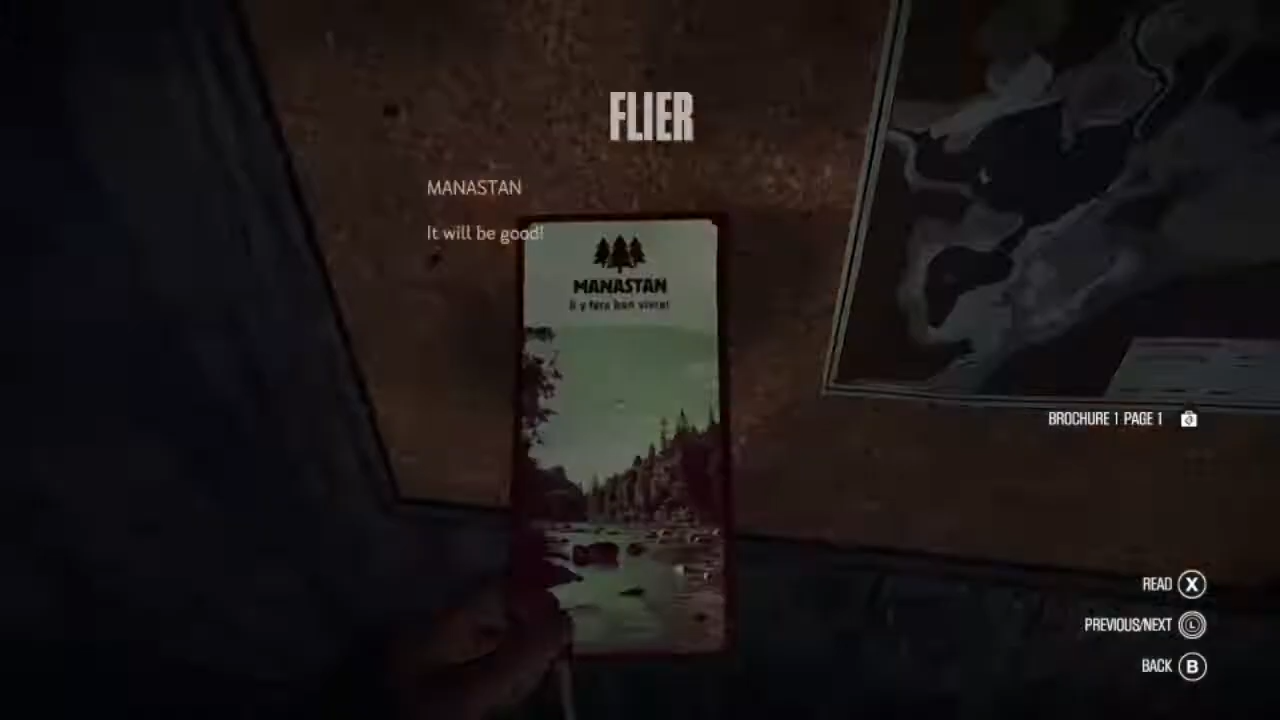 FLIER
MANASTAN
It will be good!
MANASTAN
Il y fera bon vivre!
BROCHURE 1 PAGE 1
READ X
PREVIOUS/NEXT L
BACK B